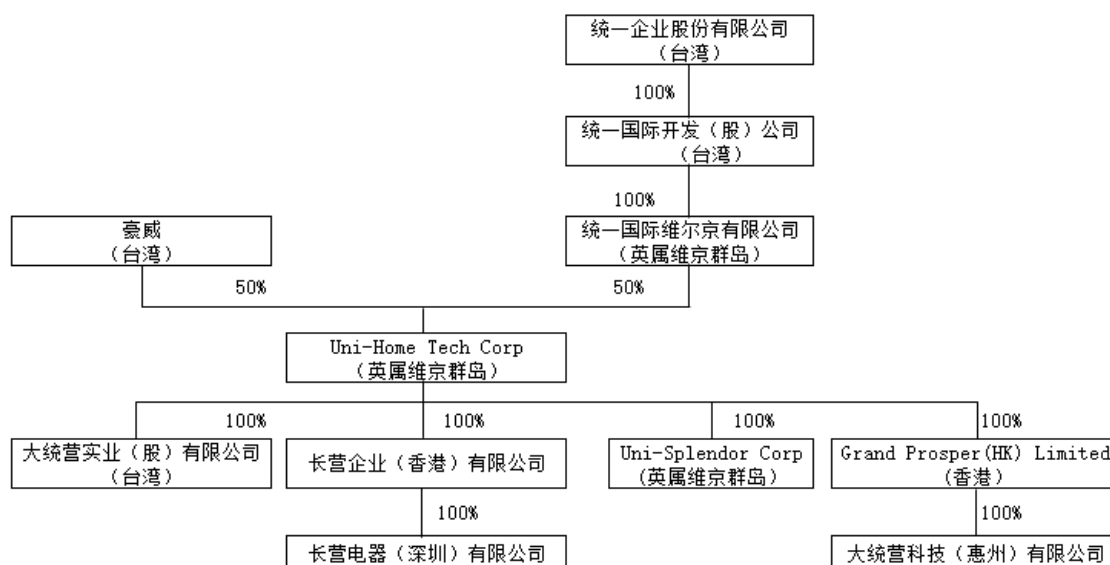 统一企业股份有限公司
（台湾）
100%
统一国际开发（股）公司
（台湾）
100%
豪威
（台湾）
统一国际维尔京有限公司
（英属维京群岛）
50%
50%
Uni-Home Tech Corp
（英属维京群岛）
100%
100%
100%
100%
大统营实业（股）有限公司
（台湾）
长营企业（香港）有限公司
Uni-Splendor Corp
（英属维京群岛）
Grand Prosper(HK) Limited
(香港）
100%
100%
长营电器（深圳）有限公司
大统营科技（惠州）有限公司